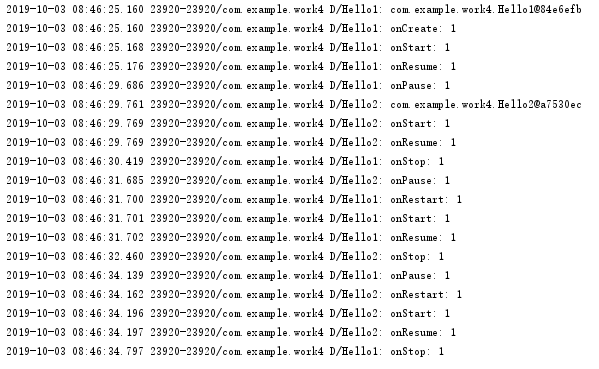 2019-10-03 08:46:25.160 23920-23920/com.example.work4 D/Hello1: com.example.work4.Hello1@84e6efb
2019-10-03 08:46:25.160 23920-23920/com.example.work4 D/Hello1: onCreate: 1
2019-10-03 08:46:25.168 23920-23920/com.example.work4 D/Hello1: onStart: 1
2019-10-03 08:46:25.176 23920-23920/com.example.work4 D/Hello1: onResume: 1
2019-10-03 08:46:29.686 23920-23920/com.example.work4 D/Hello1: onPause: 1
2019-10-03 08:46:29.761 23920-23920/com.example.work4 D/Hello2: com.example.work4.Hello2@a7530ec
2019-10-03 08:46:29.769 23920-23920/com.example.work4 D/Hello2: onStart: 1
2019-10-03 08:46:29.769 23920-23920/com.example.work4 D/Hello2: onResume: 1
2019-10-03 08:46:30.419 23920-23920/com.example.work4 D/Hello1: onStop: 1
2019-10-03 08:46:31.685 23920-23920/com.example.work4 D/Hello2: onPause: 1
2019-10-03 08:46:31.700 23920-23920/com.example.work4 D/Hello1: onRestart: 1
2019-10-03 08:46:31.701 23920-23920/com.example.work4 D/Hello1: onStart: 1
2019-10-03 08:46:31.702 23920-23920/com.example.work4 D/Hello1: onResume: 1
2019-10-03 08:46:32.460 23920-23920/com.example.work4 D/Hello2: onStop: 1
2019-10-03 08:46:34.139 23920-23920/com.example.work4 D/Hello1: onPause: 1
2019-10-03 08:46:34.162 23920-23920/com.example.work4 D/Hello2: onRestart: 1
2019-10-03 08:46:34.196 23920-23920/com.example.work4 D/Hello2: onStart: 1
2019-10-03 08:46:34.197 23920-23920/com.example.work4 D/Hello2: onResume: 1
2019-10-03 08:46:34.797 23920-23920/com.example.work4 D/Hello1: onStop: 1